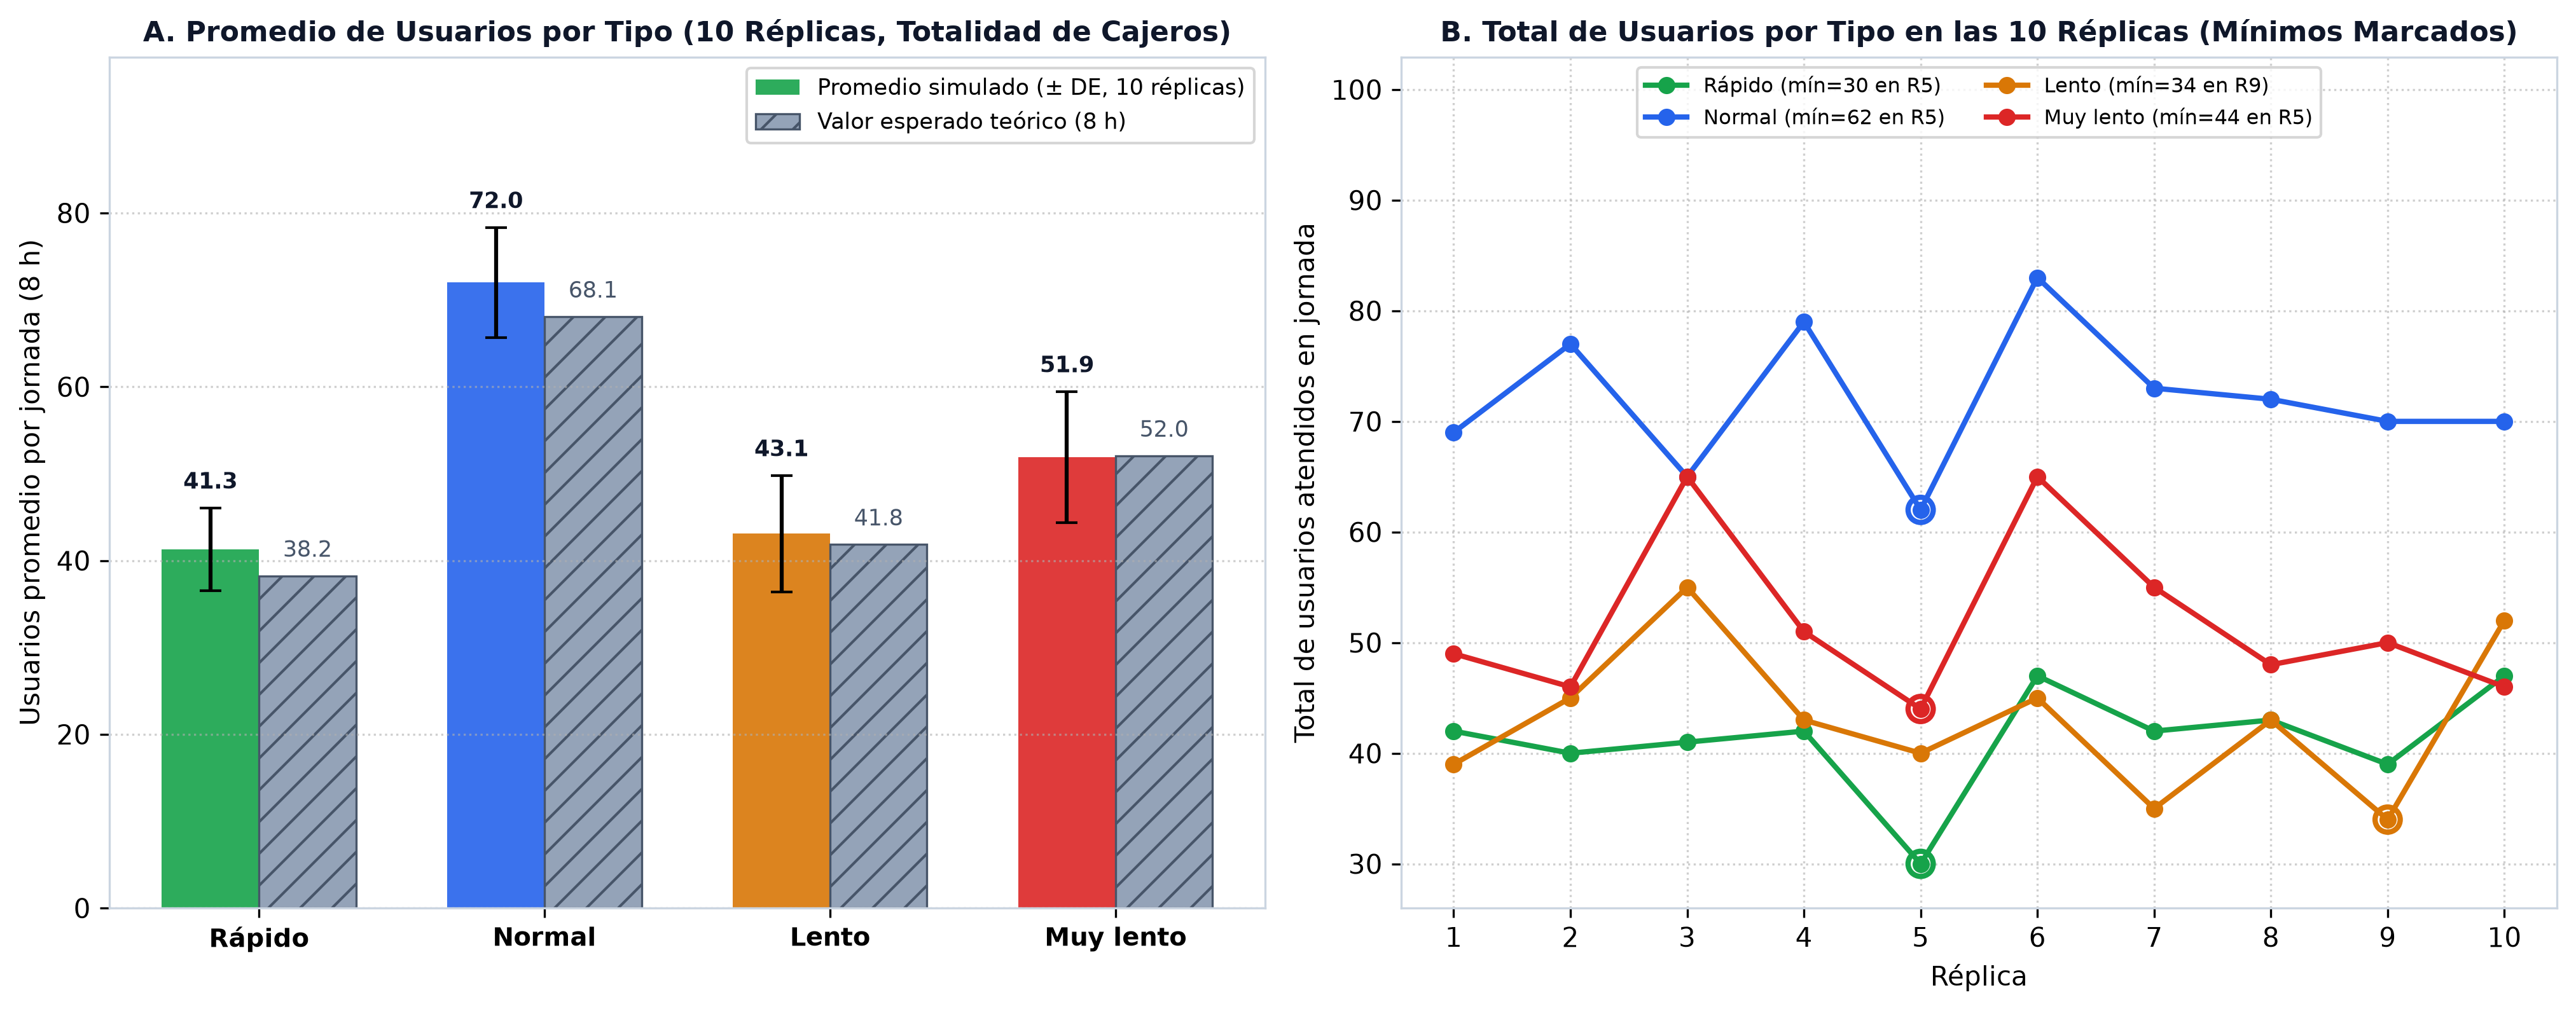 A. Promedio de Usuarios por Tipo (10 Réplicas, Totalidad de Cajeros)
Promedio simulado (± DE, 10 réplicas)
Valor esperado teórico (8 h)
Usuarios promedio por jornada (8 h)
80
60
40
20
0
41.3
38.2
72.0
68.1
43.1
41.8
51.9
52.0
Rápido
Normal
Lento
Muy lento
B. Total de Usuarios por Tipo en las 10 Réplicas (Mínimos Marcados)
Rápido (mín=30 en R5)
Normal (mín=62 en R5)
Lento (mín=34 en R9)
Muy lento (mín=44 en R5)
Total de usuarios atendidos en jornada
100
90
80
70
60
50
40
30
1 2 3 4 5 6 7 8 9 10
Réplica